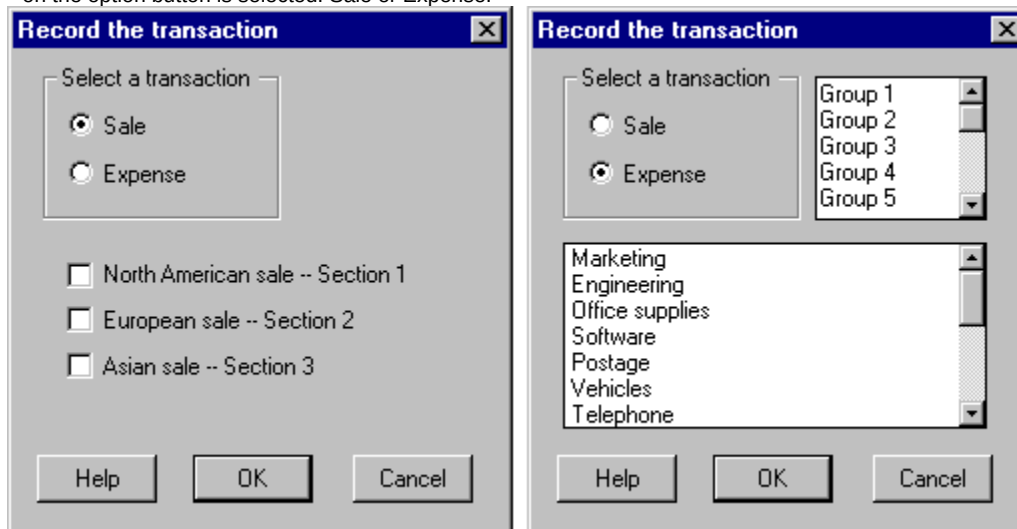 on the option button is selected: Sale or Expense.
Record the transaction
Select a transaction
Sale
Expense
North American sale -- Section 1
European sale -- Section 2
Asian sale -- Section 3
Help
OK
Cancel
Record the transaction
Select a transaction
Sale
Expense
Group 1
Group 2
Group 3
Group 4
Group 5
Marketing
Engineering
Office supplies
Software
Postage
Vehicles
Telephone
Help
OK
Cancel